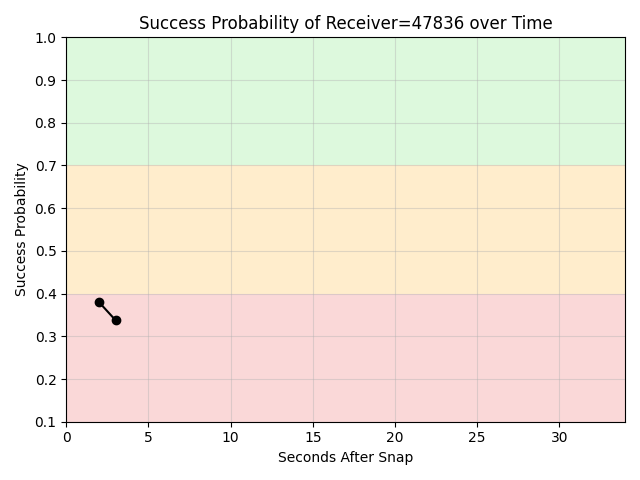 Success Probability of Receiver=47836 over Time
1.0
0.9
0.8
0.7
0.6
0.5
0.4
0.3
0.2
0.1
Success Probability
0 5 10 15 20 25 30
Seconds After Snap